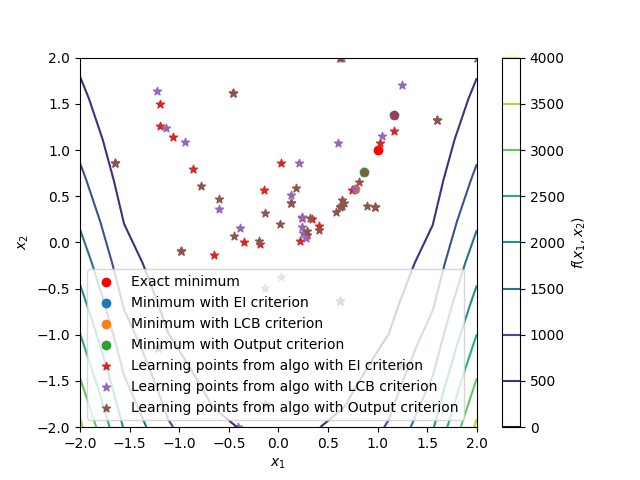 2.0
1.5
1.0
0.5
0.0
−0.5
−1.0
−1.5
−2.0
x₂
−2.0 −1.5 −1.0 −0.5 0.0 0.5 1.0 1.5 2.0
x₁
Exact minimum
Minimum with EI criterion
Minimum with LCB criterion
Minimum with Output criterion
Learning points from algo with EI criterion
Learning points from algo with LCB criterion
Learning points from algo with Output criterion
4000
3500
3000
2500
2000
1500
1000
500
0
f(x₁, x₂)